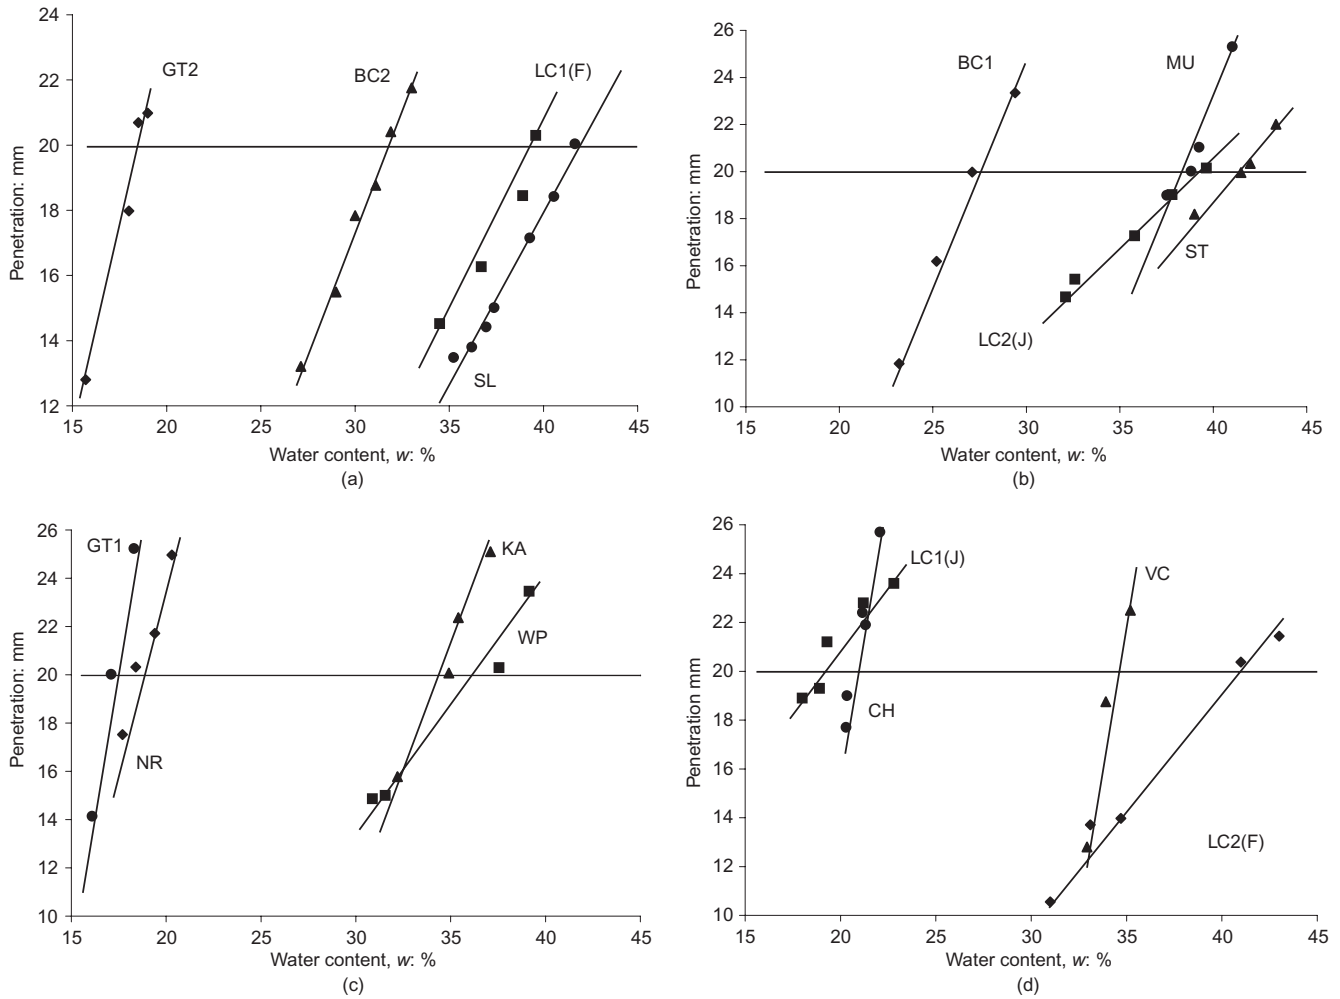 24
22
20
18
16
14
12
Penetration: mm
GT2
BC2
LC1(F)
SL
15 20 25 30 35 40 45
Water content, w: %
(a)
26
24
22
20
18
16
14
12
10
Penetration: mm
BC1
MU
ST
LC2(J)
15 20 25 30 35 40 45
Water content, w: %
(b)
26
24
22
20
18
16
14
12
10
Penetration: mm
GT1
KA
WP
NR
15 20 25 30 35 40 45
Water content, w: %
(c)
26
24
22
20
18
16
14
12
10
Penetration mm
LC1(J)
VC
CH
LC2(F)
15 20 25 30 35 40 45
Water content, w: %
(d)